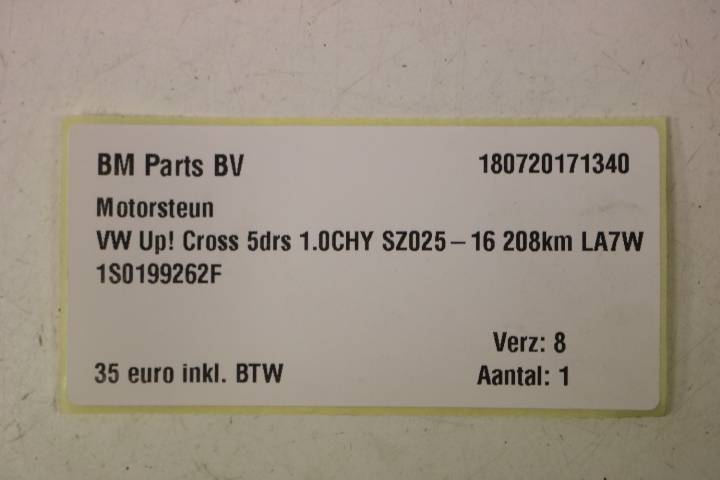 BM Parts BV 180720171340
Motorsteun
VW Up! Cross 5drs 1.0CHY SZ025-16 208km LA7W
1S0199262F
Verz: 8
35 euro inkl. BTW Aantal: 1